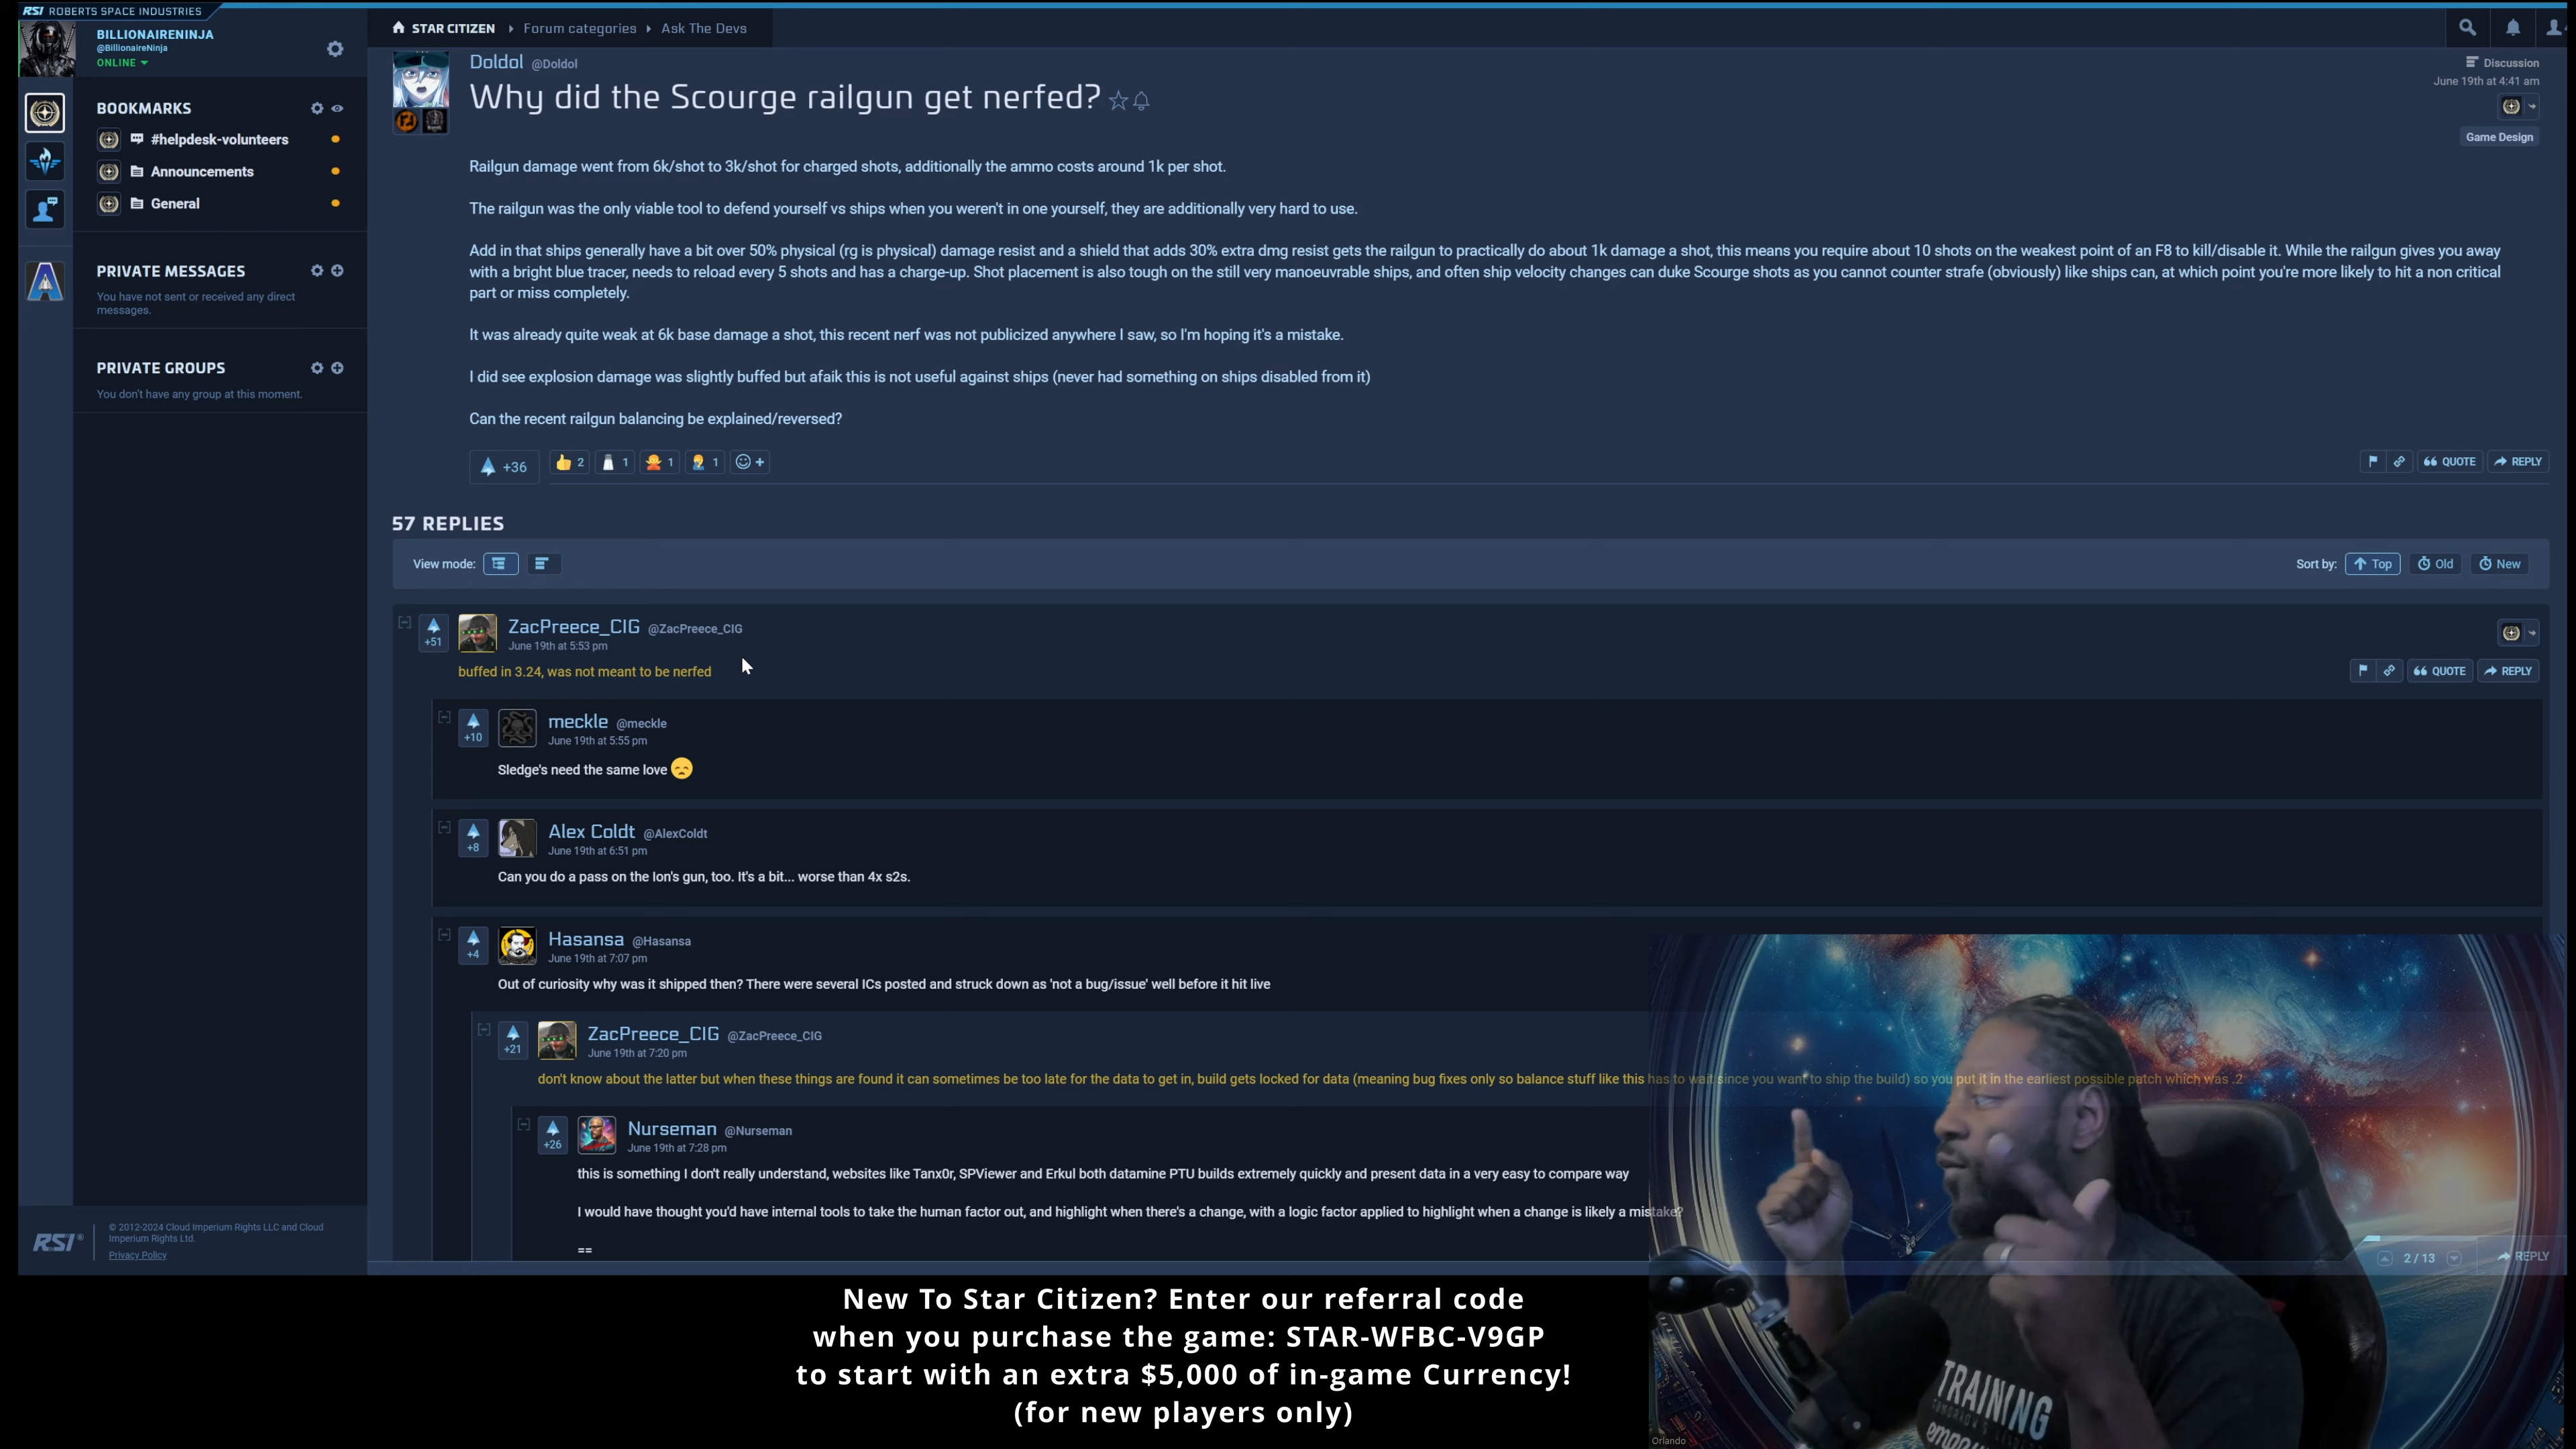 RSI ROBERTS SPACE INDUSTRIES
BILLIONAIRENINJA
@BillionaireNinja
ONLINE
BOOKMARKS
#helpdesk-volunteers
Announcements
General
PRIVATE MESSAGES
You have not sent or received any direct
messages.
PRIVATE GROUPS
You don't have any group at this moment.
RSI
© 2012-2024 Cloud Imperium Rights LLC and Cloud
Imperium Rights Ltd.
Privacy Policy
STAR CITIZEN Forum categories Ask The Devs
Doldol @Doldol
Why did the Scourge railgun get nerfed?
Discussion
June 19th at 4:41 am
Game Design
Railgun damage went from 6k/shot to 3k/shot for charged shots, additionally the ammo costs around 1k per shot.
The railgun was the only viable tool to defend yourself vs ships when you weren't in one yourself, they are additionally very hard to use.
Add in that ships generally have a bit over 50% physical (rg is physical) damage resist and a shield that adds 30% extra dmg resist gets the railgun to practically do about 1k damage a shot, this means you require about 10 shots on the weakest point of an F8 to kill/disable it. While the railgun gives you away
with a bright blue tracer, needs to reload every 5 shots and has a charge-up. Shot placement is also tough on the still very manoeuvrable ships, and often ship velocity changes can duke Scourge shots as you cannot counter strafe (obviously) like ships can, at which point you're more likely to hit a non critical
part or miss completely.
It was already quite weak at 6k base damage a shot, this recent nerf was not publicized anywhere I saw, so I'm hoping it's a mistake.
I did see explosion damage was slightly buffed but afaik this is not useful against ships (never had something on ships disabled from it)
Can the recent railgun balancing be explained/reversed?
+36 2 1 1 1 +
QUOTE REPLY
57 REPLIES
View mode:
Sort by: Top Old New
+51
ZacPreece_CIG @ZacPreece_CIG
June 19th at 5:53 pm
buffed in 3.24, was not meant to be nerfed
QUOTE REPLY
+10
meckle @meckle
June 19th at 5:55 pm
Sledge's need the same love
+8
Alex Coldt @AlexColdt
June 19th at 6:51 pm
Can you do a pass on the Ion's gun, too. It's a bit... worse than 4x s2s.
+4
Hasansa @Hasansa
June 19th at 7:07 pm
Out of curiosity why was it shipped then? There were several ICs posted and struck down as 'not a bug/issue' well before it hit live
+21
ZacPreece_CIG @ZacPreece_CIG
June 19th at 7:20 pm
don't know about the latter but when these things are found it can sometimes be too late for the data to get in, build gets locked for data (meaning bug fixes only so balance stuff like this has to wait since you want to ship the build) so you put it in the earliest possible patch which was .2
+26
Nurseman @Nurseman
June 19th at 7:28 pm
this is something I don't really understand, websites like Tanx0r, SPViewer and Erkul both datamine PTU builds extremely quickly and present data in a very easy to compare way
I would have thought you'd have internal tools to take the human factor out, and highlight when there's a change, with a logic factor applied to highlight when a change is likely a mistake?
==
2 / 13 REPLY
New To Star Citizen? Enter our referral code
when you purchase the game: STAR-WFBC-V9GP
to start with an extra $5,000 of in-game Currency!
(for new players only)
TRAINING
Orlando